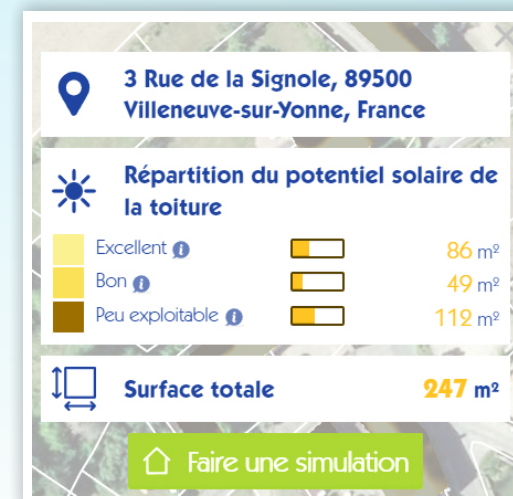 3 Rue de la Signole, 89500
Villeneuve-sur-Yonne, France
Répartition du potentiel solaire de
la toiture
Excellent i 86 m²
Bon i 49 m²
Peu exploitable i 112 m²
Surface totale 247 m²
Faire une simulation